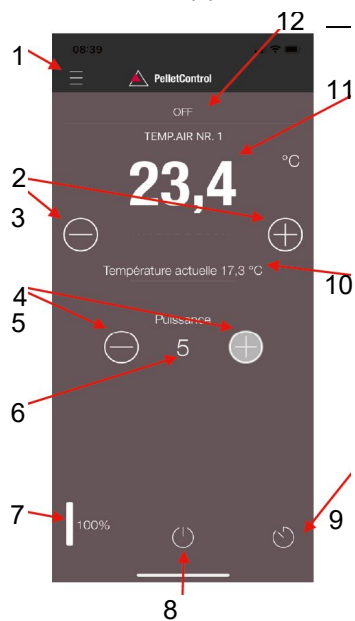 12
1
08:39
PelletControl
11
OFF
TEMP.AIR NR. 1
23,4 °C
2
3
Température actuelle 17,3 °C
10
4
Puissance
5
5
6
7
100%
9
8